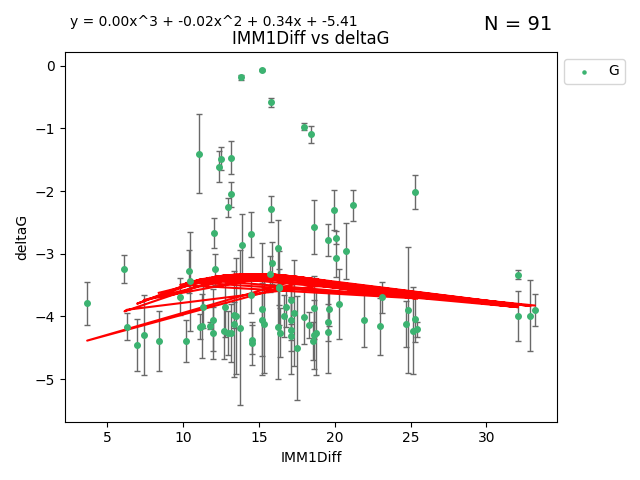 y = 0.00x^3 + -0.02x^2 + 0.34x + -5.41
N = 91
IMM1Diff vs deltaG
G
0
−1
−2
−3
−4
−5
deltaG
5 10 15 20 25 30
IMM1Diff